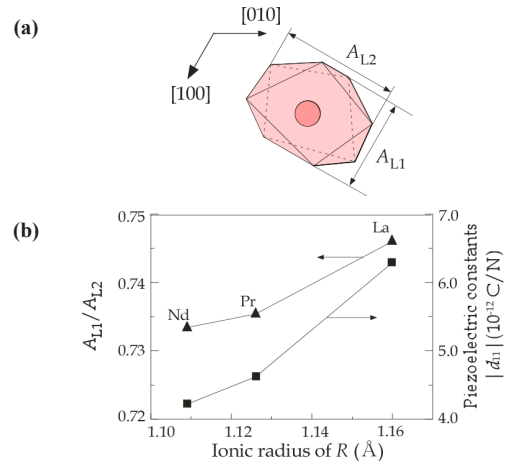 (a)
[010]
[100]
A_L2
A_L1
(b)
0.75
0.74
0.73
0.72
A_L1/A_L2
Nd
Pr
La
7.0
6.0
5.0
4.0
Piezoelectric constants
|d₁₁| (10⁻¹² C/N)
1.10
1.12
1.14
1.16
Ionic radius of R (Å)